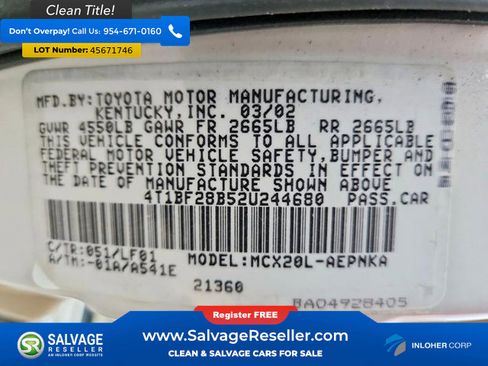 Clean Title!
Don't Overpay! Call Us: 954-671-0160
LOT Number: 45671746
MFD.BY:TOYOTA MOTOR MANUFACTURING,
KENTUCKY,INC. 03/02
GVWR 4550LB GAWR FR 2665LB RR 2665LB
THIS VEHICLE CONFORMS TO ALL APPLICABLE
FEDERAL MOTOR VEHICLE SAFETY,BUMPER AND
THEFT PREVENTION STANDARDS IN EFFECT ON
THE DATE OF MANUFACTURE SHOWN ABOVE
4T1BF28B52U244680 PASS.CAR
C/TR:051/LF01 MODEL:MCX20L-AEPNKA
A/TM:-01A/A541E
21360
BA04928405
Register FREE!
SALVAGE RESELLER
AN INLOHER CORP WEBSITE
www.SalvageReseller.com
CLEAN & SALVAGE CARS FOR SALE
INLOHER CORP